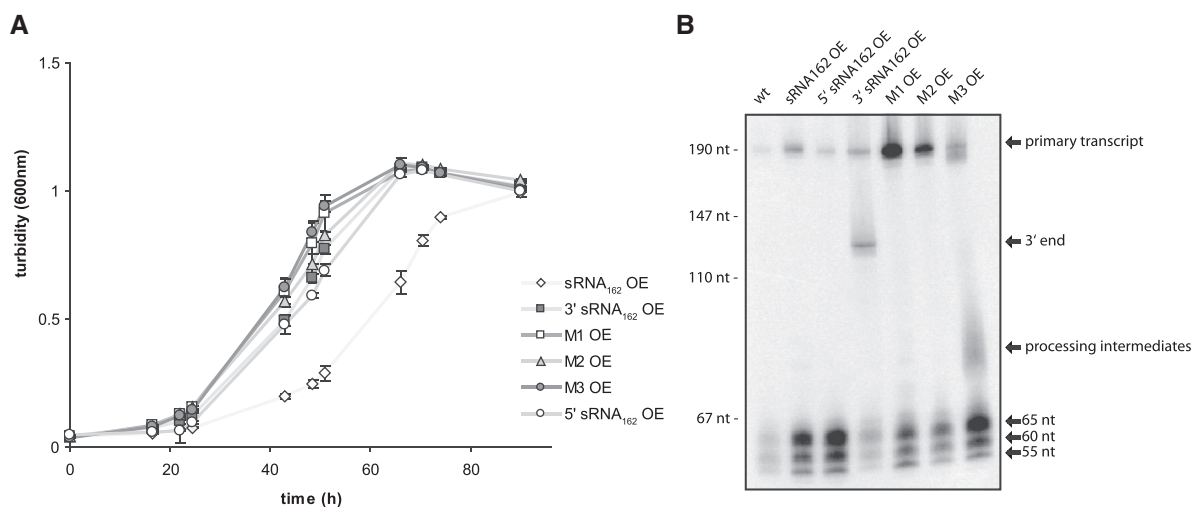 A
1.5
1
0.5
0
turbidity (600nm)
0
20
40
60
80
time (h)
sRNA162 OE
3' sRNA162 OE
M1 OE
M2 OE
M3 OE
5' sRNA162 OE
B
wt
sRNA162 OE
5' sRNA162 OE
3' sRNA162 OE
M1 OE
M2 OE
M3 OE
190 nt -
147 nt -
110 nt -
67 nt -
primary transcript
3' end
processing intermediates
65 nt
60 nt
55 nt